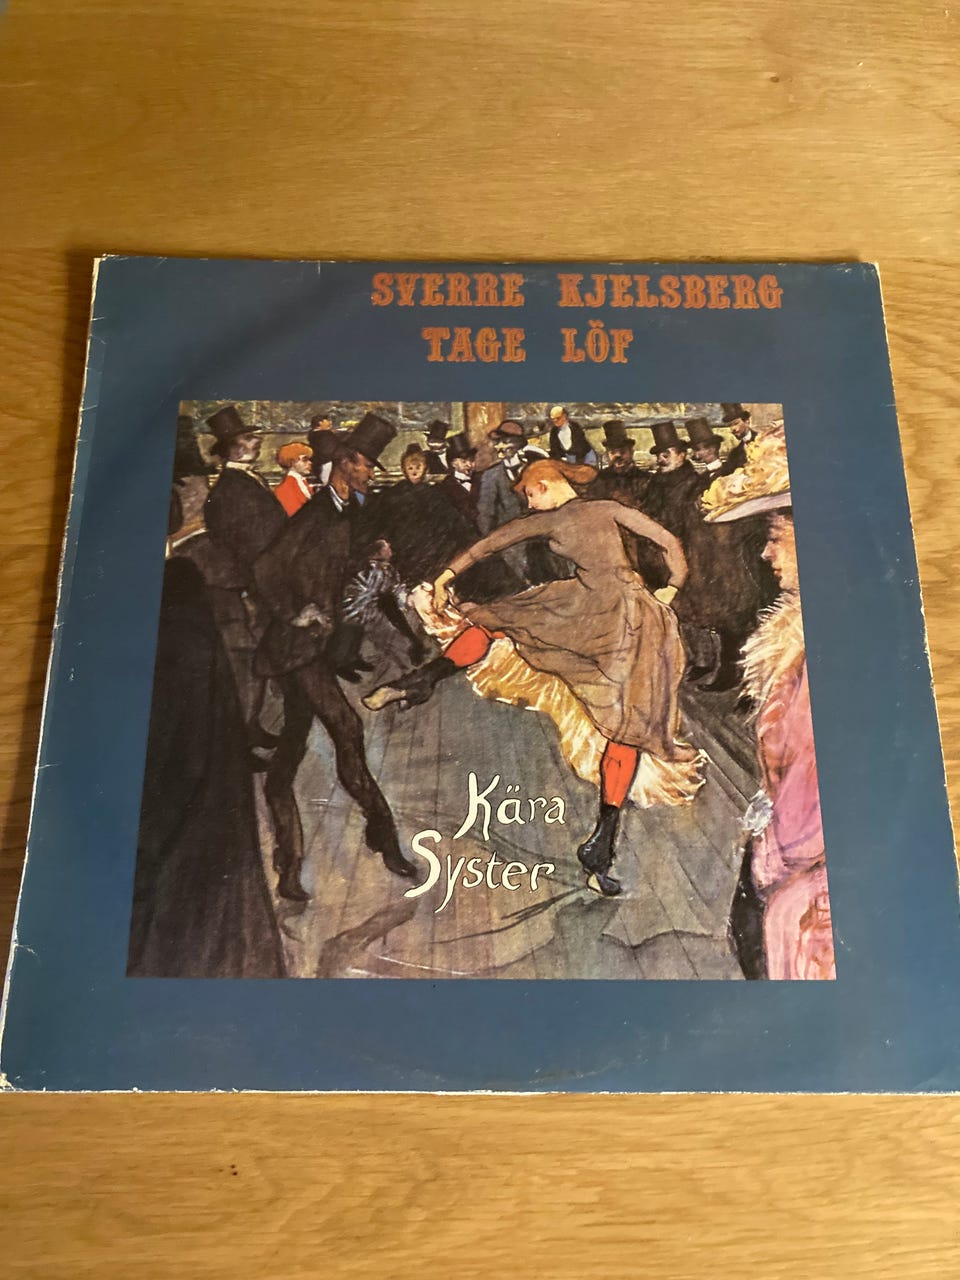 SVERRE KJELSBERG
TAGE LÖF
Kära
Syster